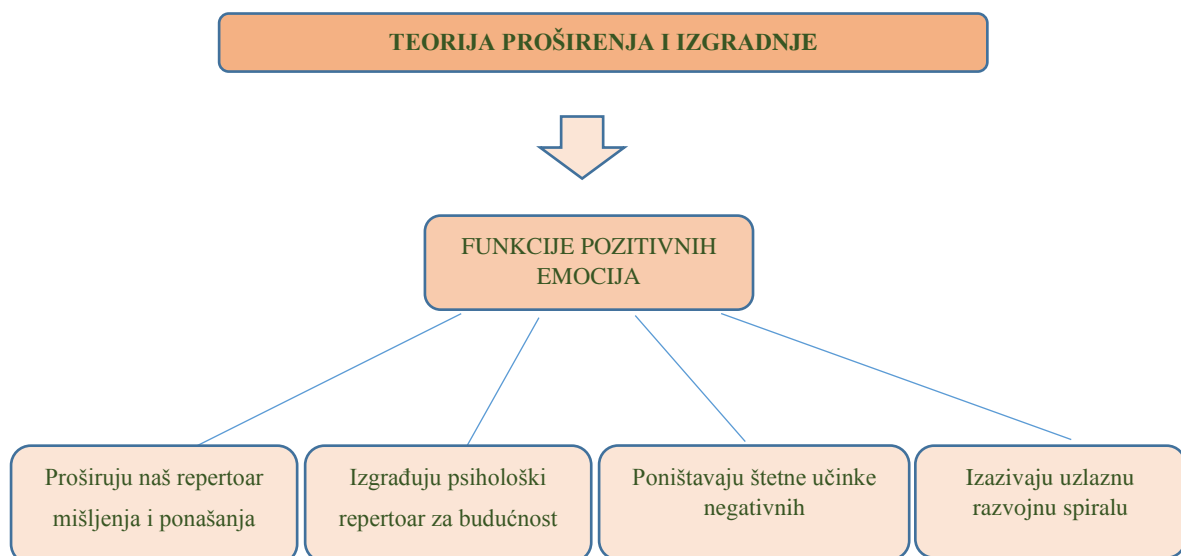 TEORIJA PROŠIRENJA I IZGRADNJE
FUNKCIJE POZITIVNIH
EMOCIJA
Proširuju naš repertoar
mišljenja i ponašanja
Izgrađuju psihološki
repertoar za budućnost
Poništavaju štetne učinke
negativnih
Izazivaju uzlaznu
razvojnu spiralu